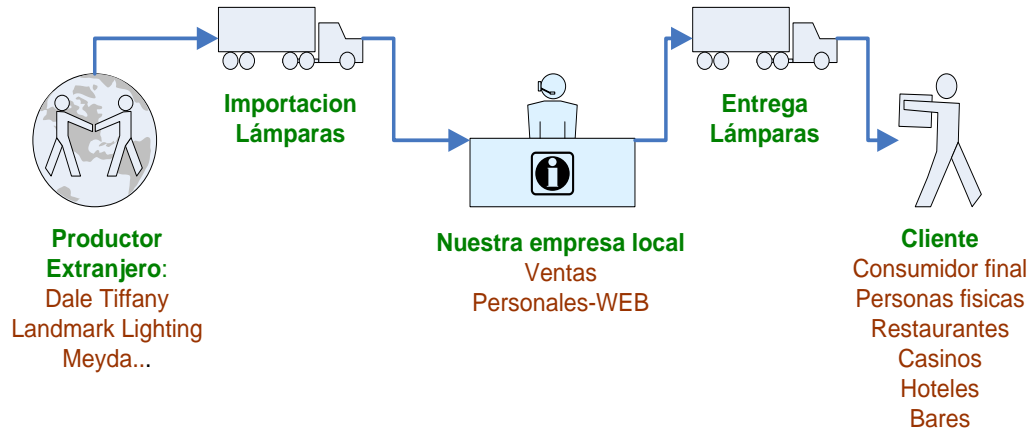 Importacion
Lámparas
Entrega
Lámparas
Productor
Extranjero:
Dale Tiffany
Landmark Lighting
Meyda...
Nuestra empresa local
Ventas
Personales-WEB
Cliente
Consumidor final
Personas fisicas
Restaurantes
Casinos
Hoteles
Bares